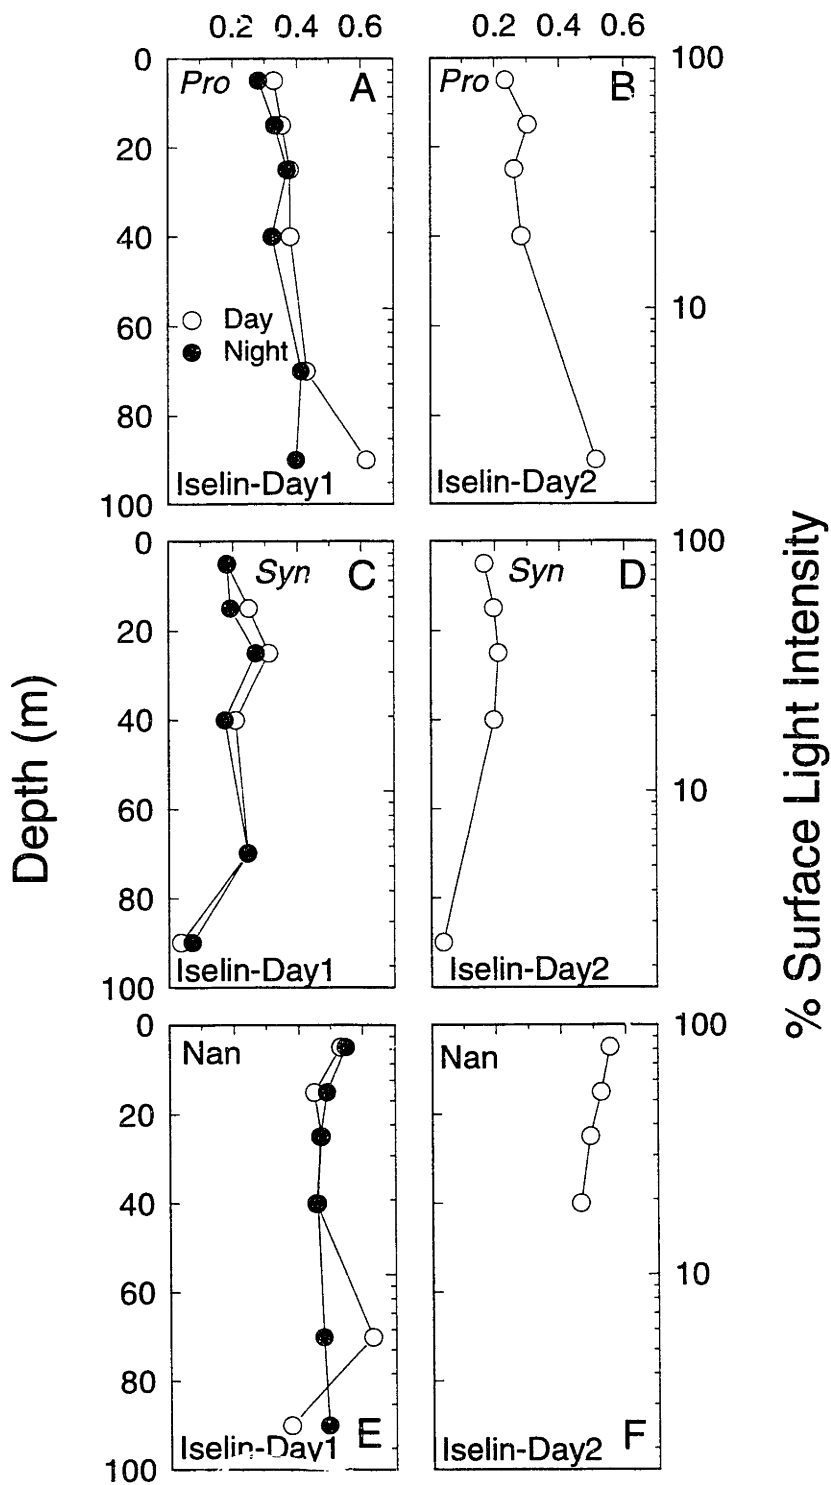 0.2 0.4 0.6 0.2 0.4 0.6
0 100
Pro A Pro B
20
40
10
60
Day
Night
80
Iselin-Day1 Iselin-Day2
100
0 100
Syn C Syn D
20
40
60 10
80
Iselin-Day1 Iselin-Day2
100
0 100
Nan Nan
20
40
60 10
80
Iselin-Day1 E Iselin-Day2 F
100
Depth (m)
% Surface Light Intensity